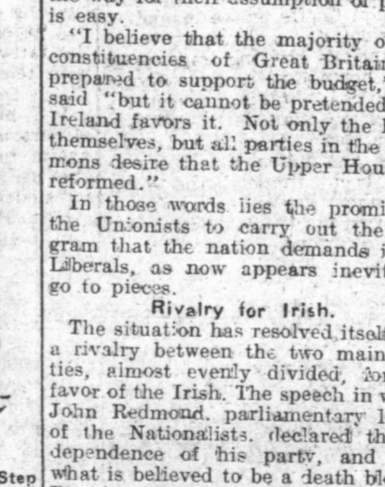 is easy.
"I believe that the majority o
constituencies of Great Britain
prepared to support the budget,
said "but it cannot be pretended
Ireland favors it. Not only the
themselves, but all parties in the
mons desire that the Upper Hou
reformed."
In those words lies the promi
the Unionists to carry out the
gram that the nation demands i
Liberals, as now appears inevit
go to pieces.
Rivalry for Irish.
The situation has resolved itsel
a rivalry between the two main
ties, almost evenly divided, for
favor of the Irish. The speech in
John Redmond, parliamentary l
of the Nationalists, declared th
dependence of his party, and
what is believed to be a death bl
Step